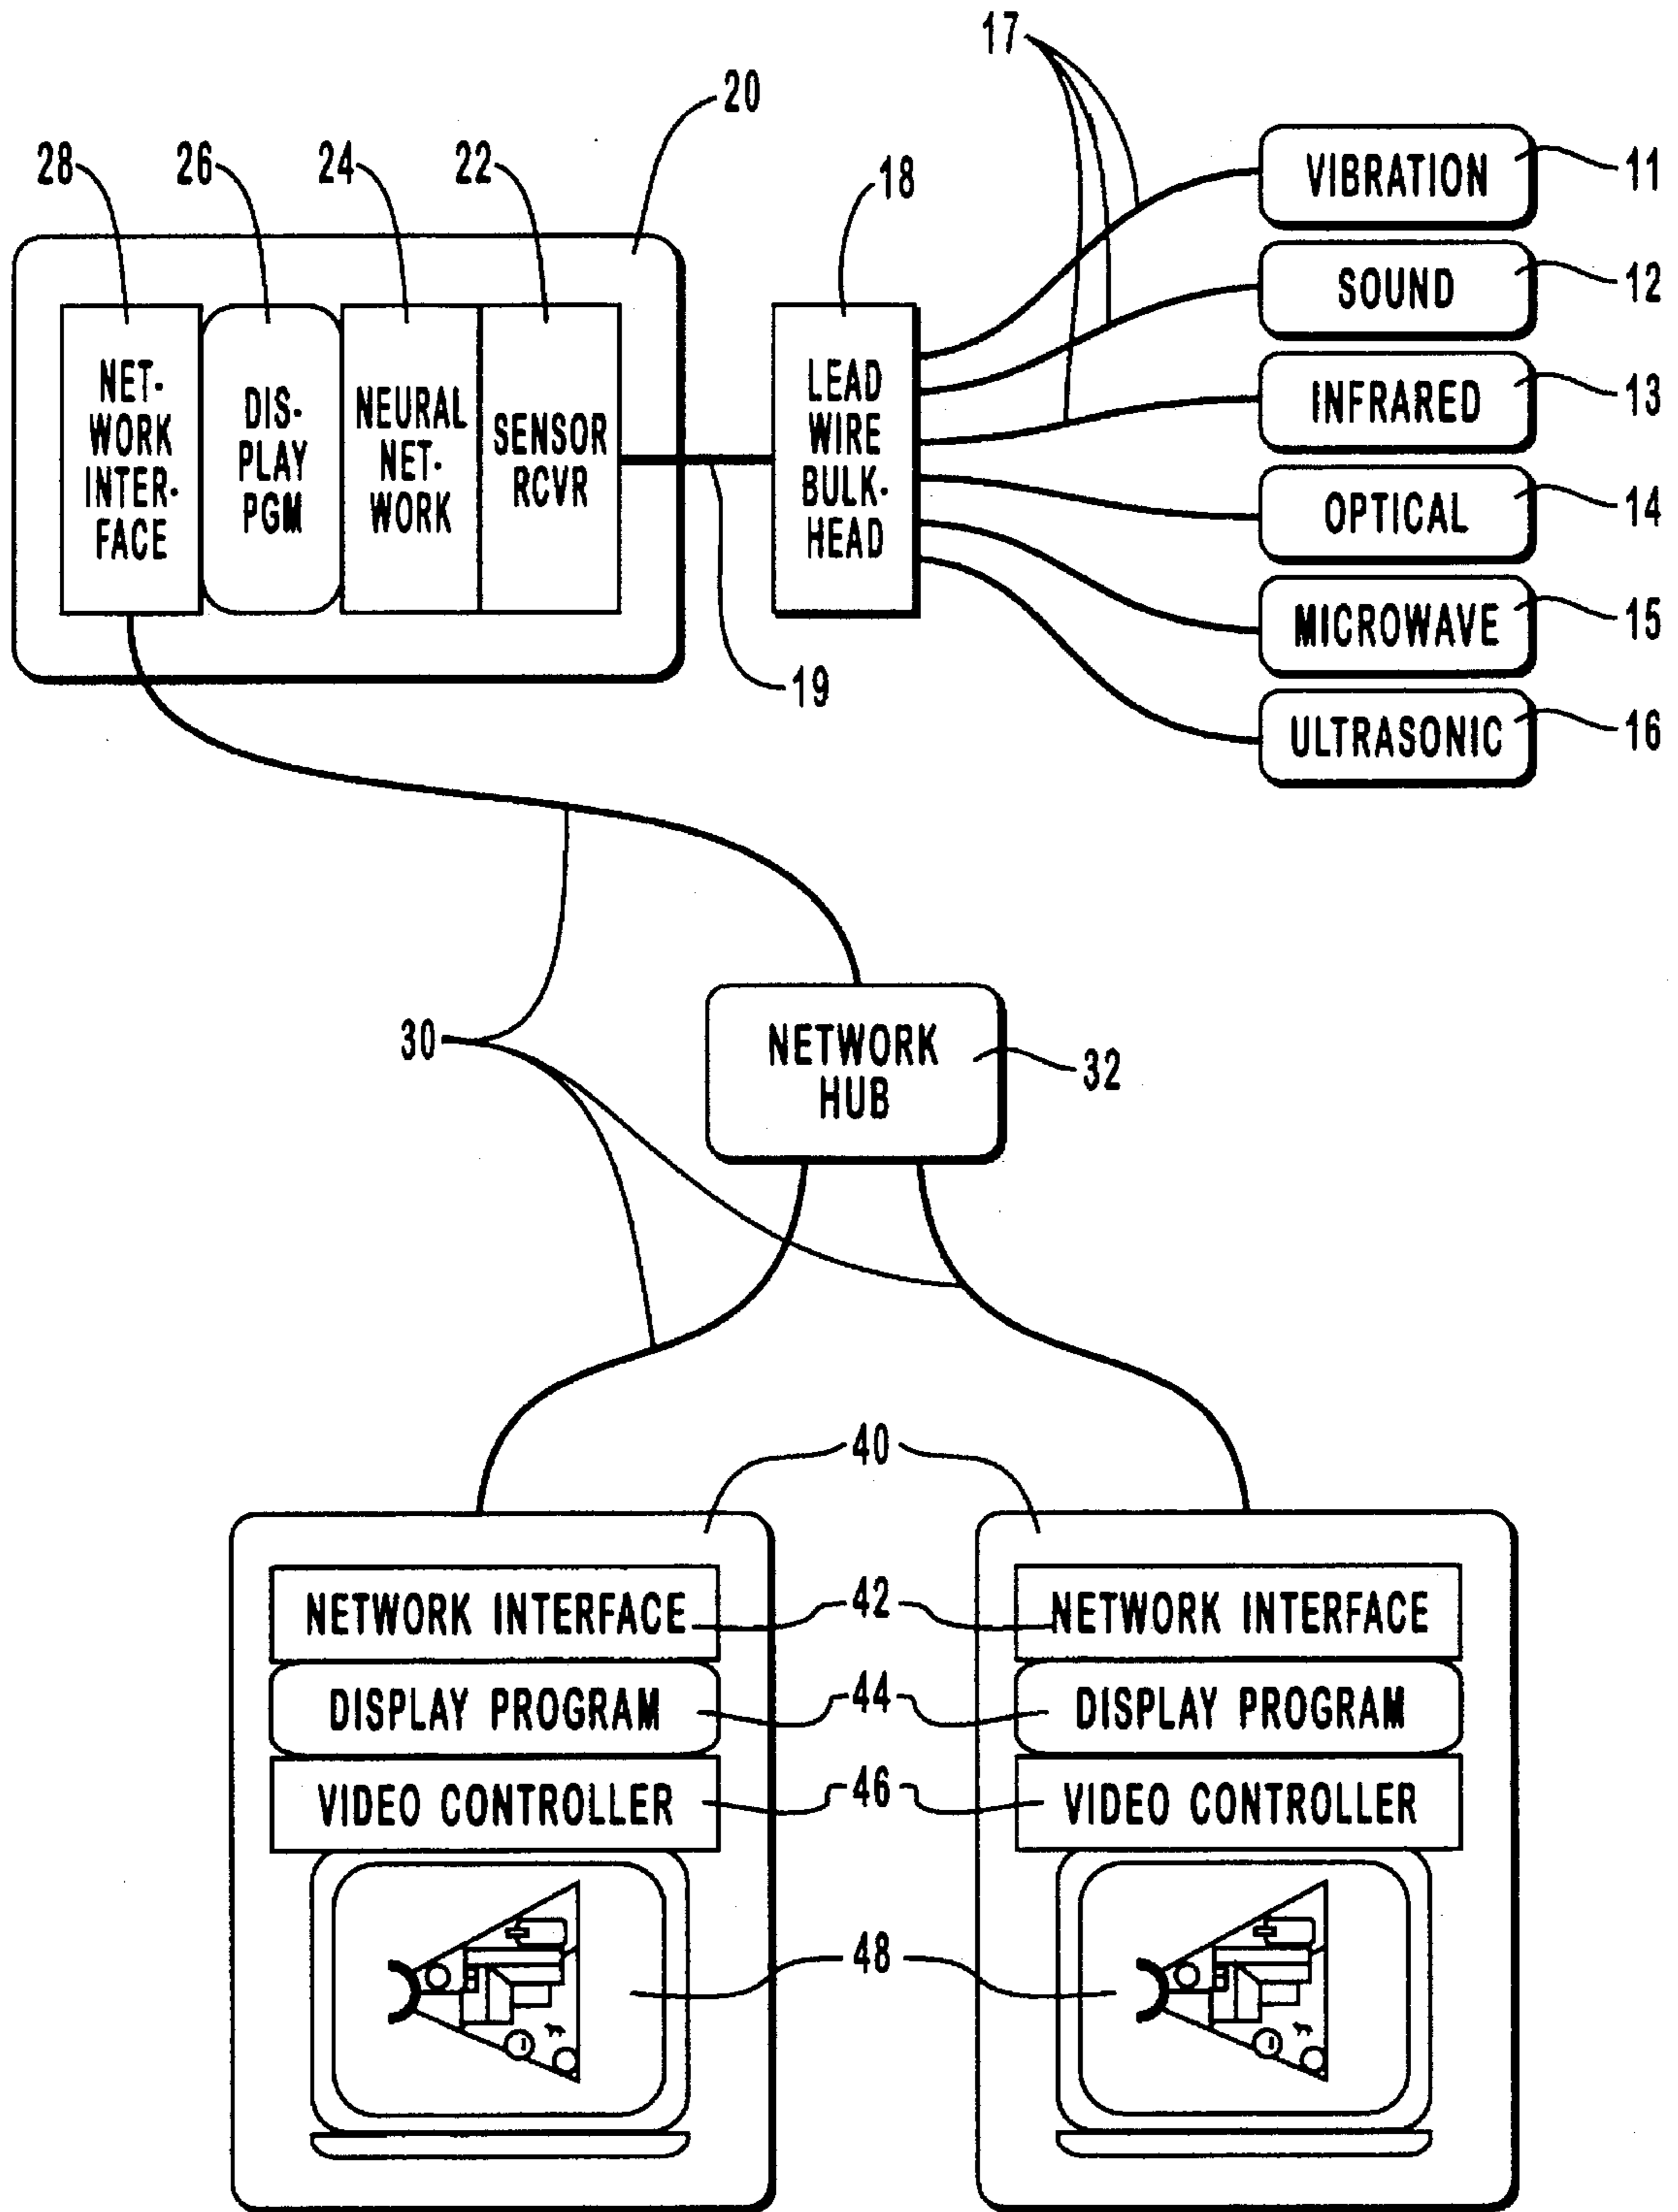 17
20
28
26
24
22
18
VIBRATION
11
SOUND
12
INFRARED
13
OPTICAL
14
MICROWAVE
15
ULTRASONIC
16
NET-
WORK
INTER-
FACE
DIS-
PLAY
PGM
NEURAL
NET-
WORK
SENSOR
RCVR
LEAD
WIRE
BULK-
HEAD
19
30
NETWORK
HUB
32
40
NETWORK INTERFACE
42
NETWORK INTERFACE
DISPLAY PROGRAM
44
DISPLAY PROGRAM
VIDEO CONTROLLER
46
VIDEO CONTROLLER
48